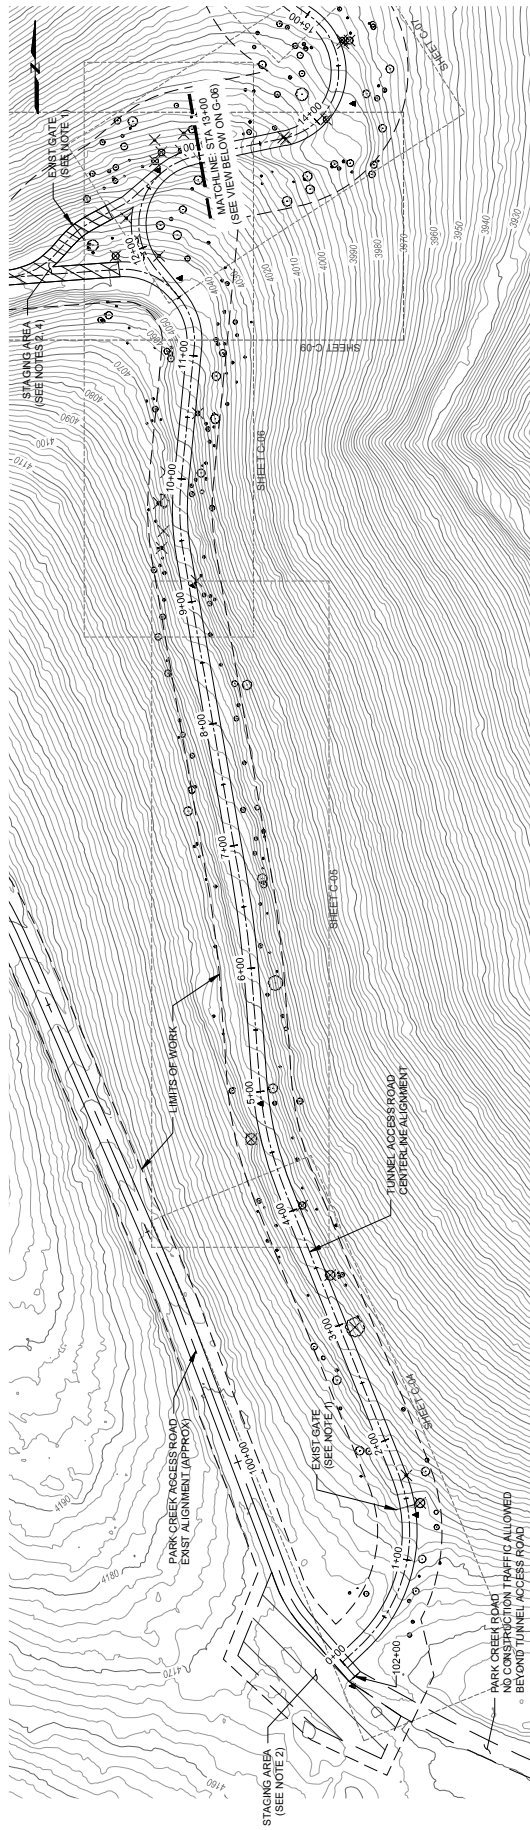 Z
EXIST GATE
(SEE NOTE 1)
STAGING AREA
(SEE NOTES 2, 4)
MATCHLINE: STA 13+00
(SEE VIEW BELOW ON G-06)
SHEET C-07
15+00
14+00
12+00
11+00
10+00
9+00
8+00
7+00
6+00
5+00
4+00
3+00
2+00
1+00
0+00
102+00
100+00
4110
4100
4090
4080
4070
4060
4050
4040
4030
4020
4010
4000
3990
3980
3970
3960
3950
3940
3930
SHEET C-09
SHEET C-06
SHEET C-05
LIMITS OF WORK
TUNNEL ACCESS ROAD
CENTERLINE ALIGNMENT
PARK CREEK ACCESS ROAD
EXIST ALIGNMENT (APPROX)
EXIST GATE
(SEE NOTE 1)
SHEET C-04
4190
4180
4170
4160
STAGING AREA
(SEE NOTE 2)
PARK CREEK ROAD
NO CONSTRUCTION TRAFFIC ALLOWED
BEYOND TUNNEL ACCESS ROAD